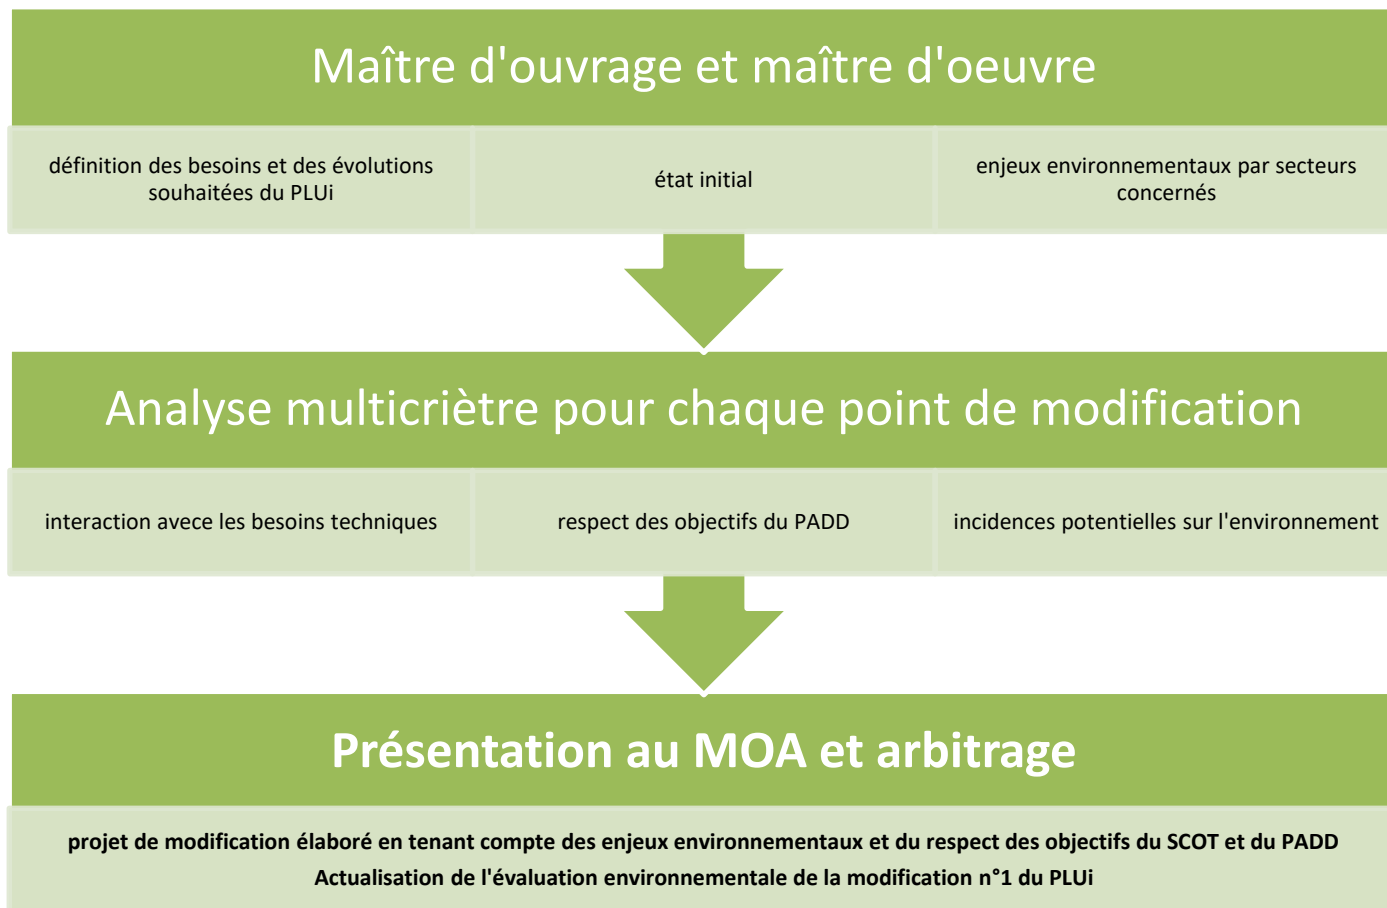 Maître d'ouvrage et maître d'oeuvre
définition des besoins et des évolutions
souhaitées du PLUi
état initial
enjeux environnementaux par secteurs
concernés
Analyse multicriètre pour chaque point de modification
interaction avece les besoins techniques
respect des objectifs du PADD
incidences potentielles sur l'environnement
Présentation au MOA et arbitrage
projet de modification élaboré en tenant compte des enjeux environnementaux et du respect des objectifs du SCOT et du PADD
Actualisation de l'évaluation environnementale de la modification n°1 du PLUi